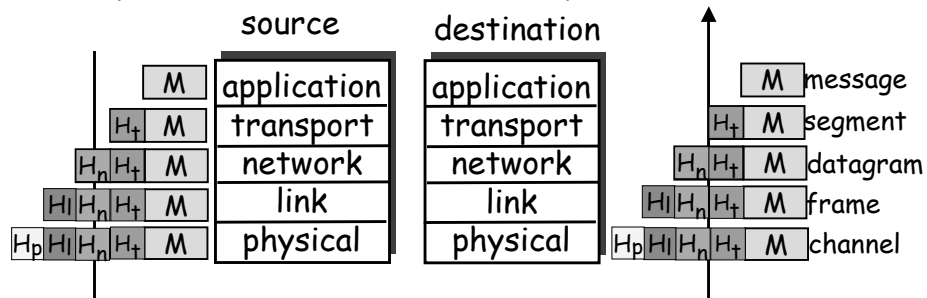 source destination
M application application M message
Ht M transport transport Ht M segment
Hn Ht M network network Hn Ht M datagram
Hl Hn Ht M link link Hl Hn Ht M frame
Hp Hl Hn Ht M physical physical Hp Hl Hn Ht M channel